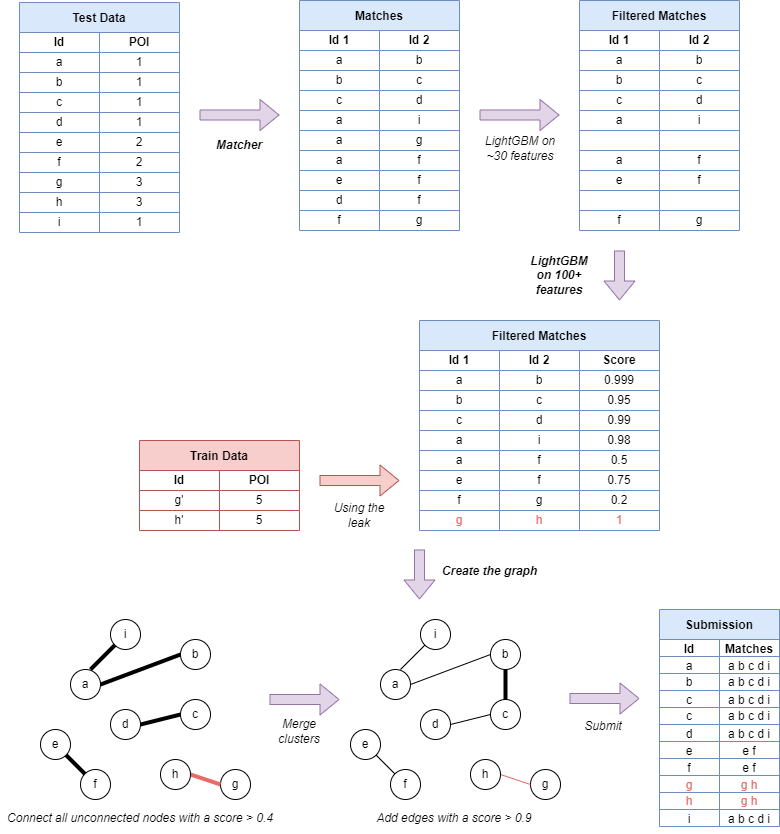 Test Data
Id POI
a 1
b 1
c 1
d 1
e 2
f 2
g 3
h 3
i 1
Matcher
Matches
Id 1 Id 2
a b
b c
c d
a i
a g
a f
e f
d f
f g
LightGBM on
~30 features
Filtered Matches
Id 1 Id 2
a b
b c
c d
a i
a f
e f
f g
LightGBM
on 100+
features
Filtered Matches
Id 1 Id 2 Score
a b 0.999
b c 0.95
c d 0.99
a i 0.98
a f 0.5
e f 0.75
f g 0.2
g h 1
Train Data
Id POI
g' 5
h' 5
Using the
leak
Create the graph
i
b
a
c
d
e
h
f
g
Connect all unconnected nodes with a score > 0.4
Merge
clusters
i
b
a
c
d
e
h
f
g
Add edges with a score > 0.9
Submit
Submission
Id Matches
a a b c d i
b a b c d i
c a b c d i
c a b c d i
d a b c d i
e e f
f e f
g g h
h g h
i a b c d i